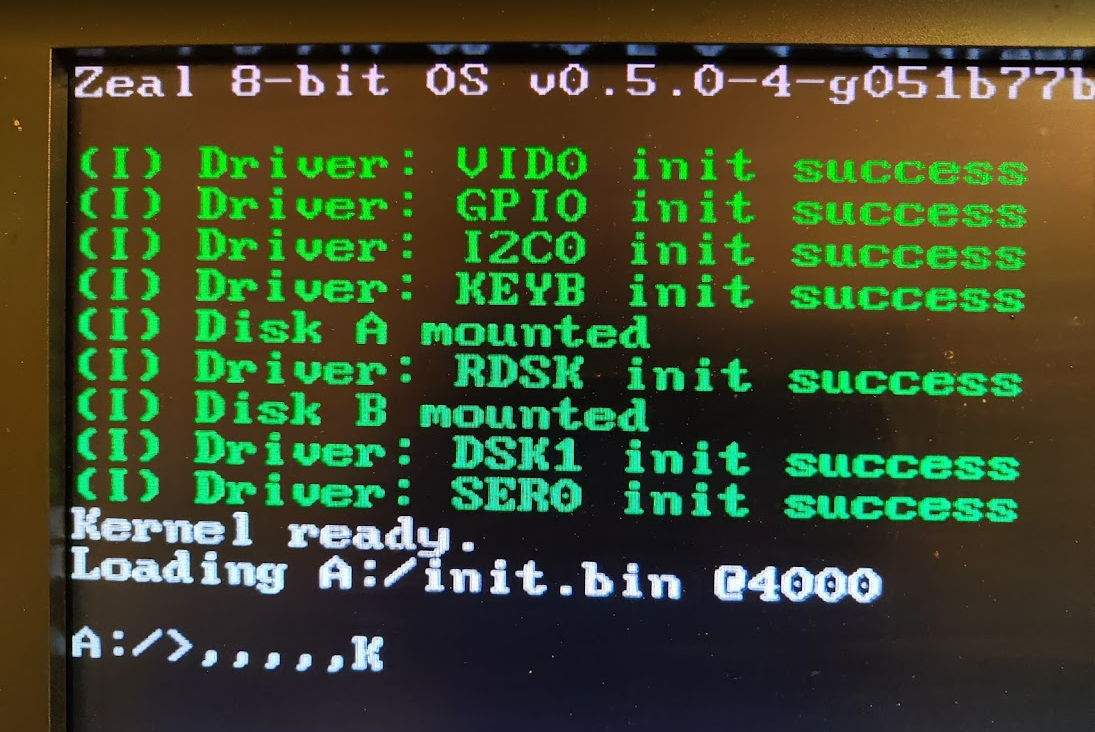 Zeal 8-bit OS v0.5.0-4-g051b77b
(I) Driver: VID0 init success
(I) Driver: GPIO init success
(I) Driver: I2C0 init success
(I) Driver: KEYB init success
(I) Disk A mounted
(I) Driver: RDSK init success
(I) Disk B mounted
(I) Driver: DSK1 init success
(I) Driver: SER0 init success
Kernel ready.
Loading A:/init.bin @4000
A:/>,,,,,K